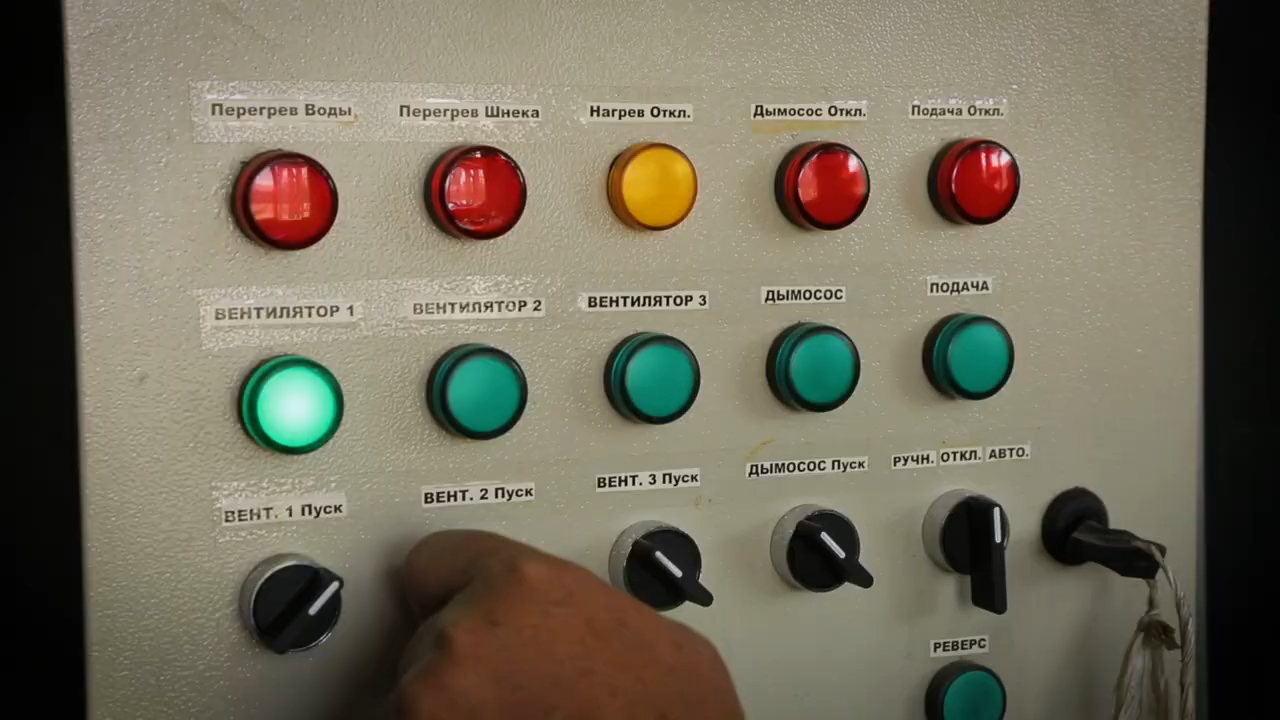 Перегрев Воды
Перегрев Шнека
Нагрев Откл.
Дымосос Откл.
Подача Откл.
ВЕНТИЛЯТОР 1
ВЕНТИЛЯТОР 2
ВЕНТИЛЯТОР 3
ДЫМОСОС
ПОДАЧА
ВЕНТ. 1 Пуск
ВЕНТ. 2 Пуск
ВЕНТ. 3 Пуск
ДЫМОСОС Пуск
РУЧН. ОТКЛ. АВТО.
РЕВЕРС